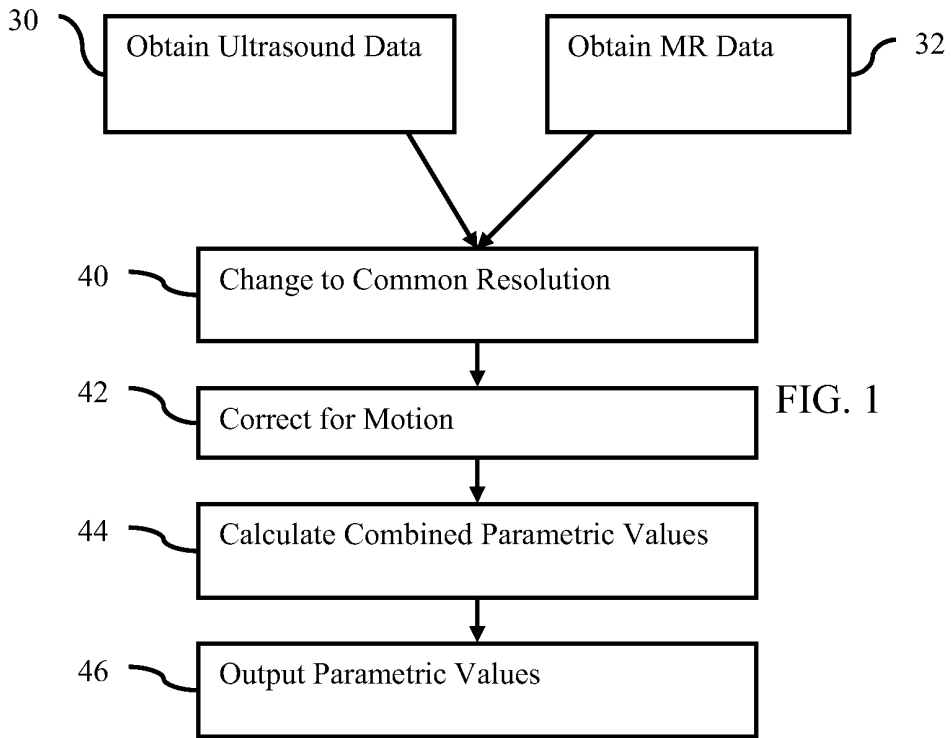 30
Obtain Ultrasound Data
Obtain MR Data
32
40
Change to Common Resolution
42
Correct for Motion
FIG. 1
44
Calculate Combined Parametric Values
46
Output Parametric Values